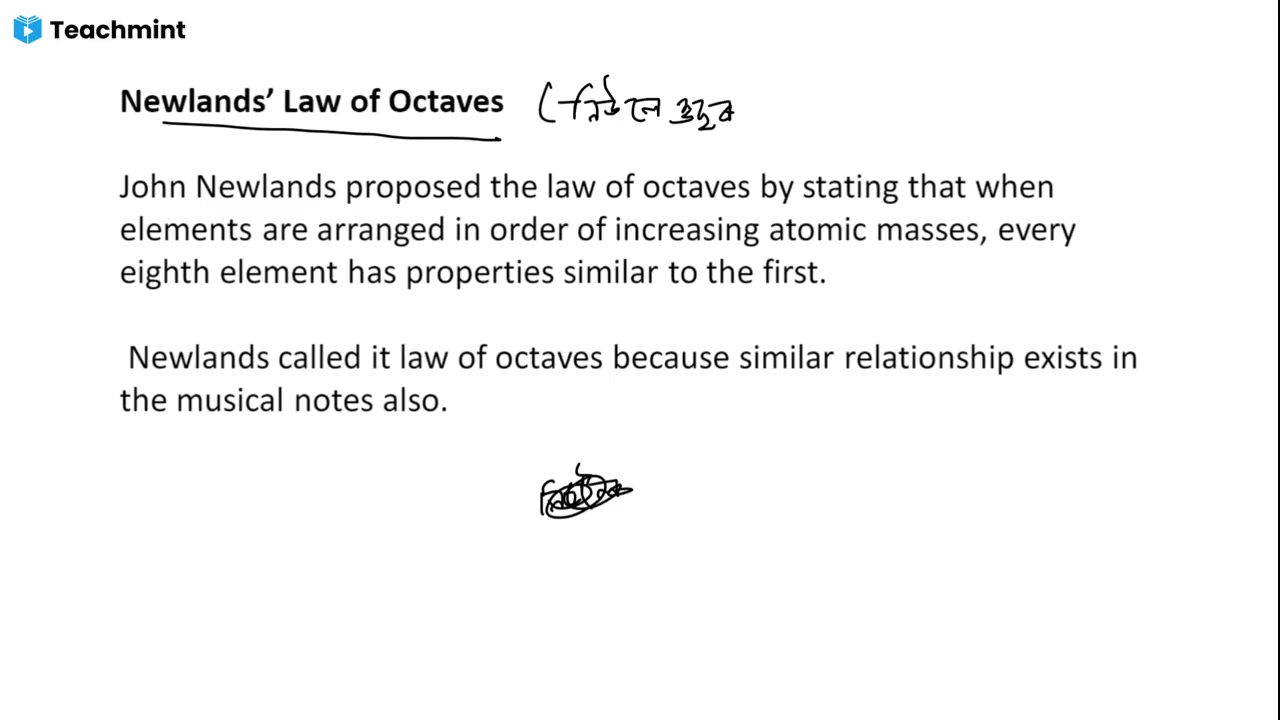 Teachmint
Newlands’ Law of Octaves
John Newlands proposed the law of octaves by stating that when
elements are arranged in order of increasing atomic masses, every
eighth element has properties similar to the first.
Newlands called it law of octaves because similar relationship exists in
the musical notes also.